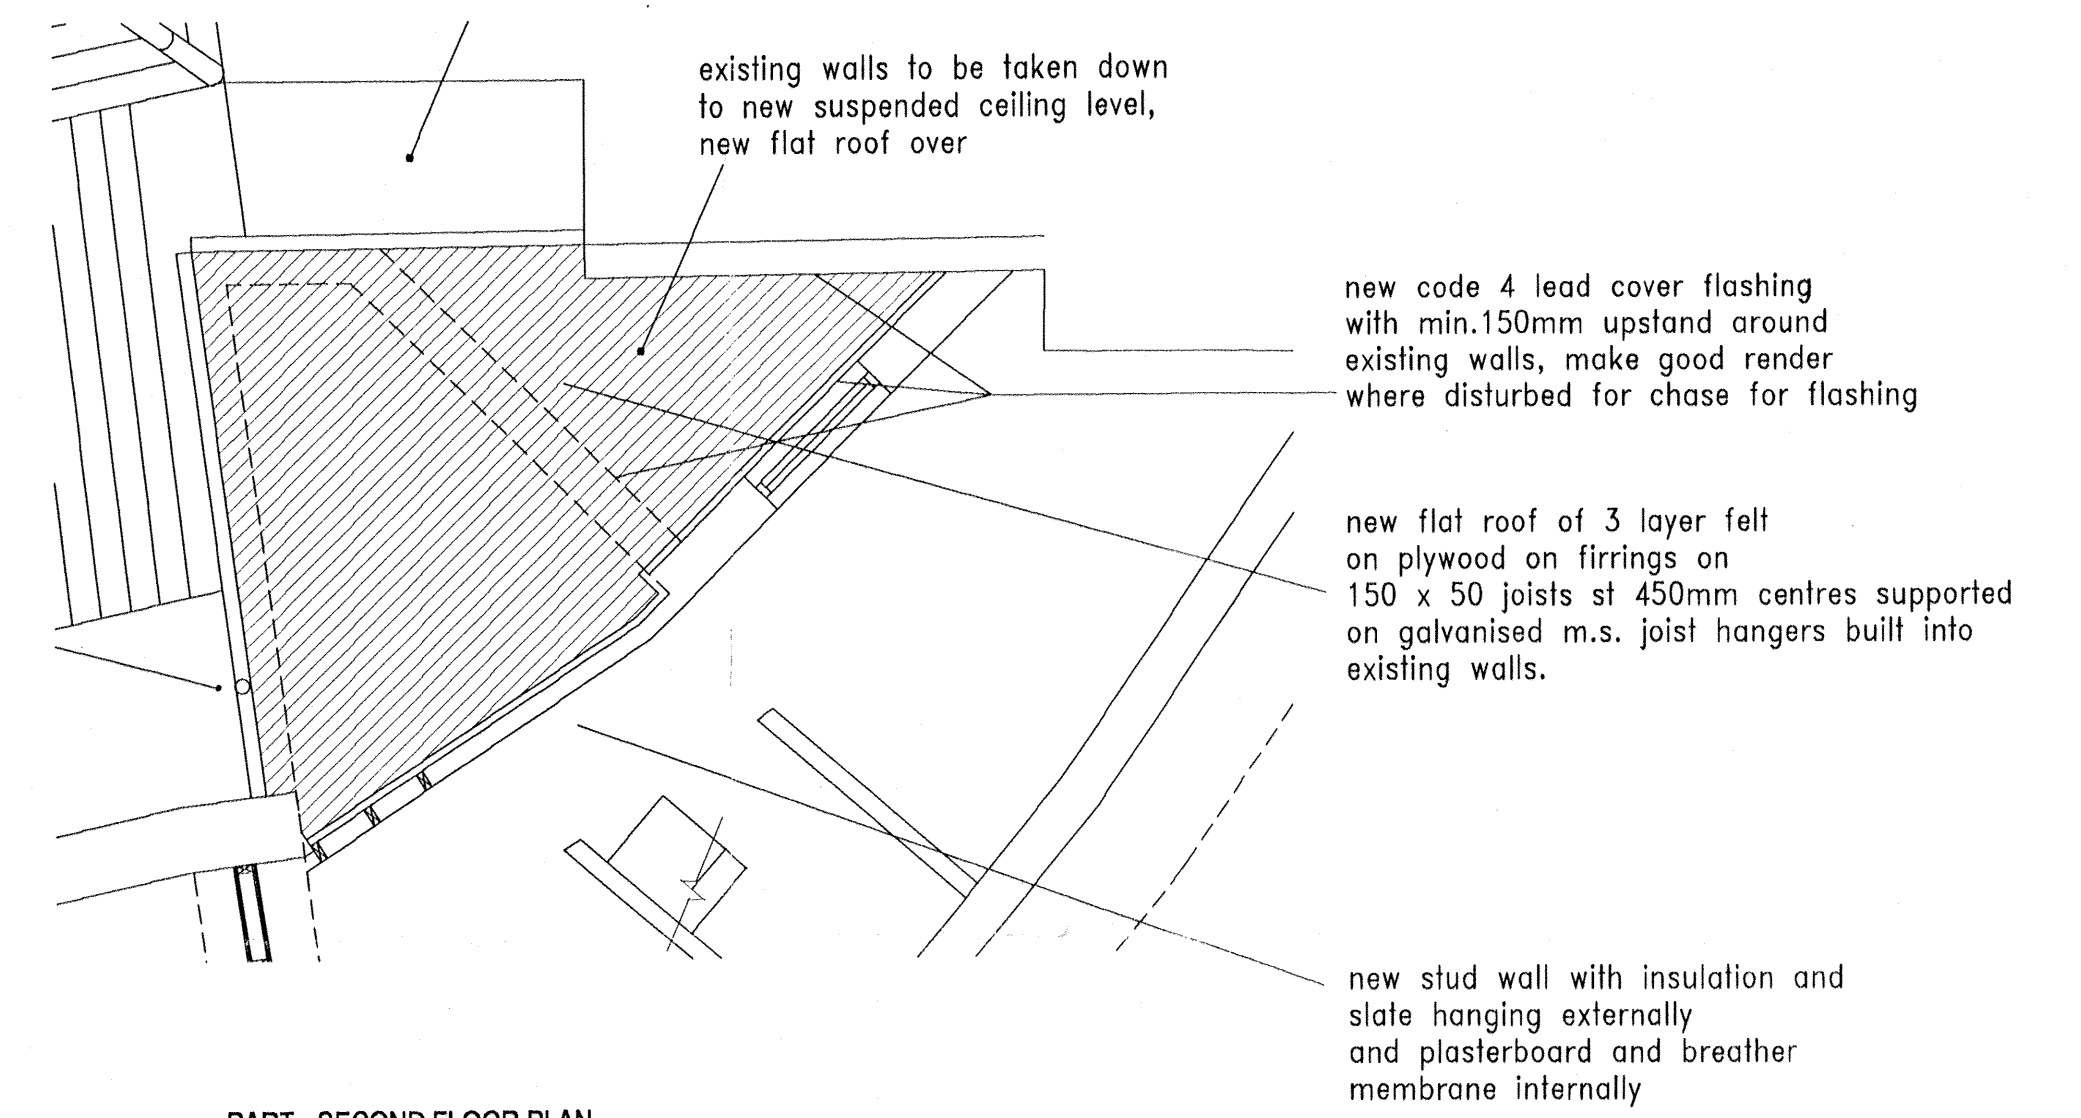 existing walls to be taken down
to new suspended ceiling level,
new flat roof over
new code 4 lead cover flashing
with min.150mm upstand around
existing walls, make good render
where disturbed for chase for flashing
new flat roof of 3 layer felt
on plywood on firrings on
150 x 50 joists st 450mm centres supported
on galvanised m.s. joist hangers built into
existing walls.
new stud wall with insulation and
slate hanging externally
and plasterboard and breather
membrane internally
PART SECOND FLOOR PLAN